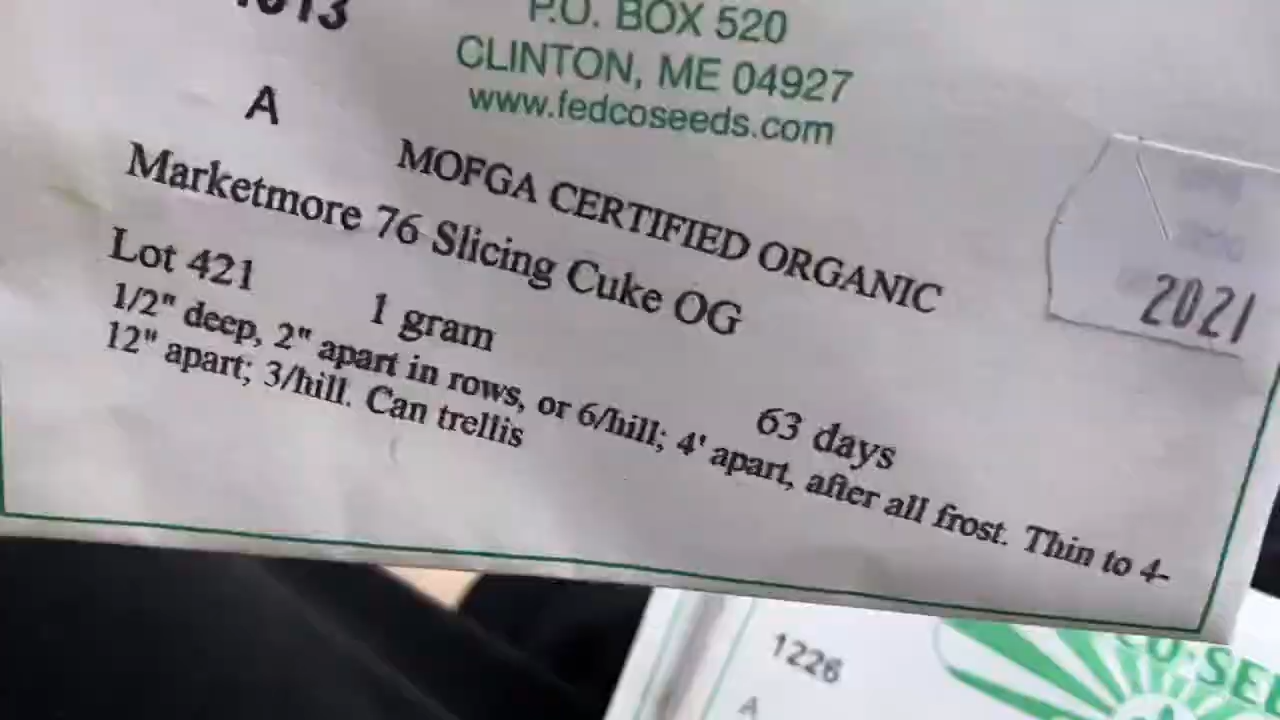 P.O. BOX 520
CLINTON, ME 04927
www.fedcoseeds.com
A
MOFGA CERTIFIED ORGANIC
Marketmore 76 Slicing Cuke OG
2021
Lot 421
1 gram
63 days
1/2" deep, 2" apart in rows, or 6/hill; 4' apart, after all frost. Thin to 4-
12" apart; 3/hill. Can trellis
1226
A